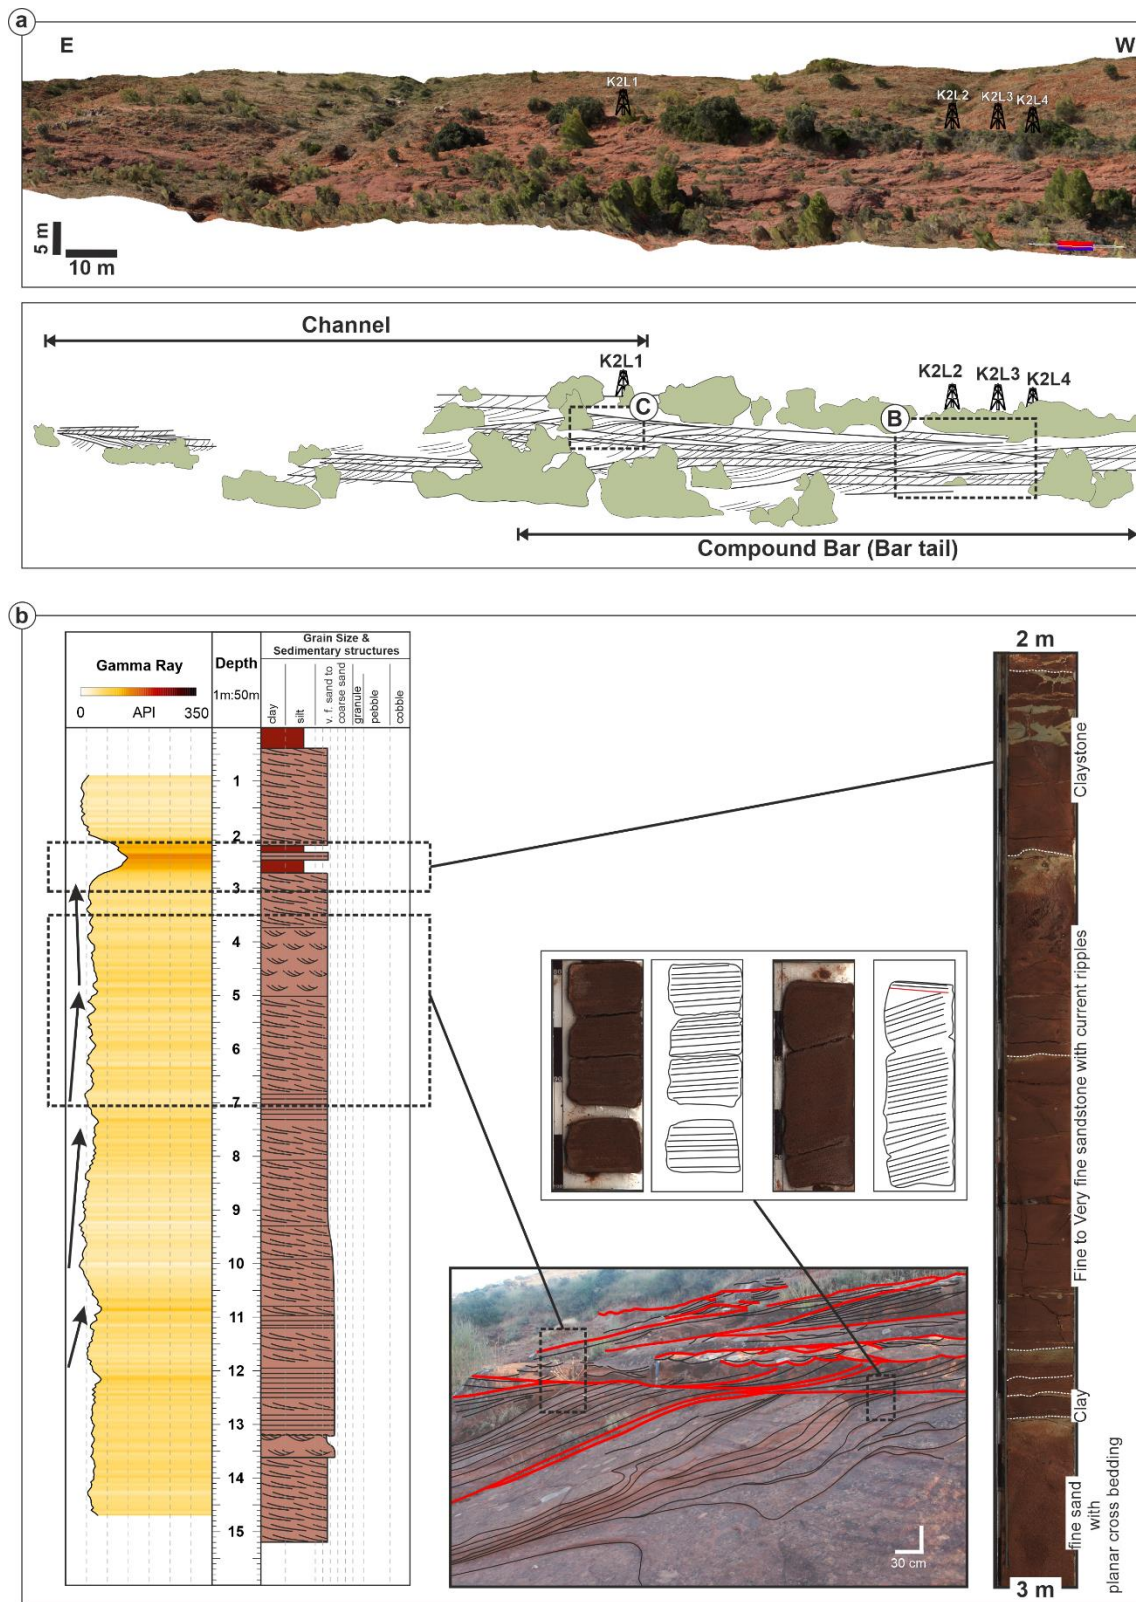 a
E
W
K2L1
K2L2
K2L3
K2L4
5 m
10 m
Channel
K2L1
K2L2
K2L3
K2L4
C
B
Compound Bar (Bar tail)
b
Gamma Ray
0 API 350
Depth
1m:50m
Grain Size &
Sedimentary structures
clay
silt
v. f. sand to
coarse sand
granule
pebble
cobble
1
2
3
4
5
6
7
8
9
10
11
12
13
14
15
30 cm
2 m
Claystone
Fine to Very fine sandstone with current ripples
Clay
fine sand
with
planar cross bedding
3 m